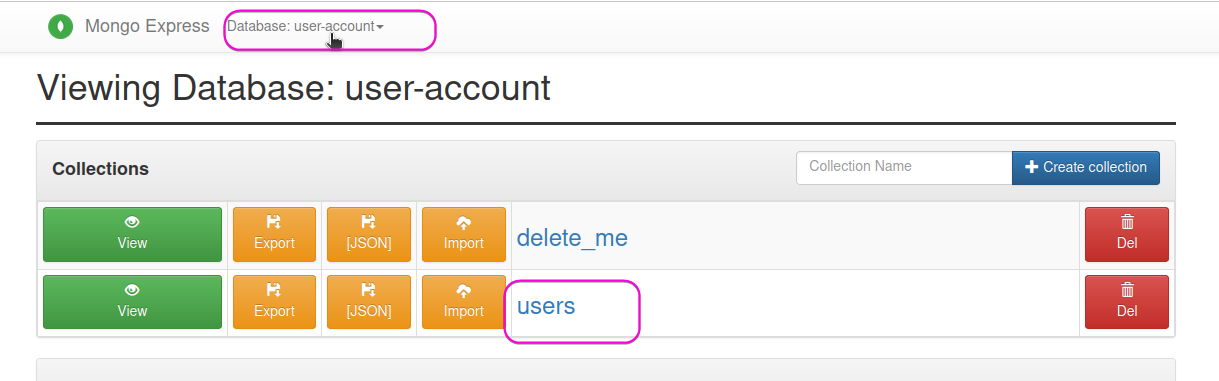 Mongo Express Database: user-account
Viewing Database: user-account
Collections
Collection Name
Create collection
View
Export
[JSON]
Import
delete_me
Del
View
Export
[JSON]
Import
users
Del